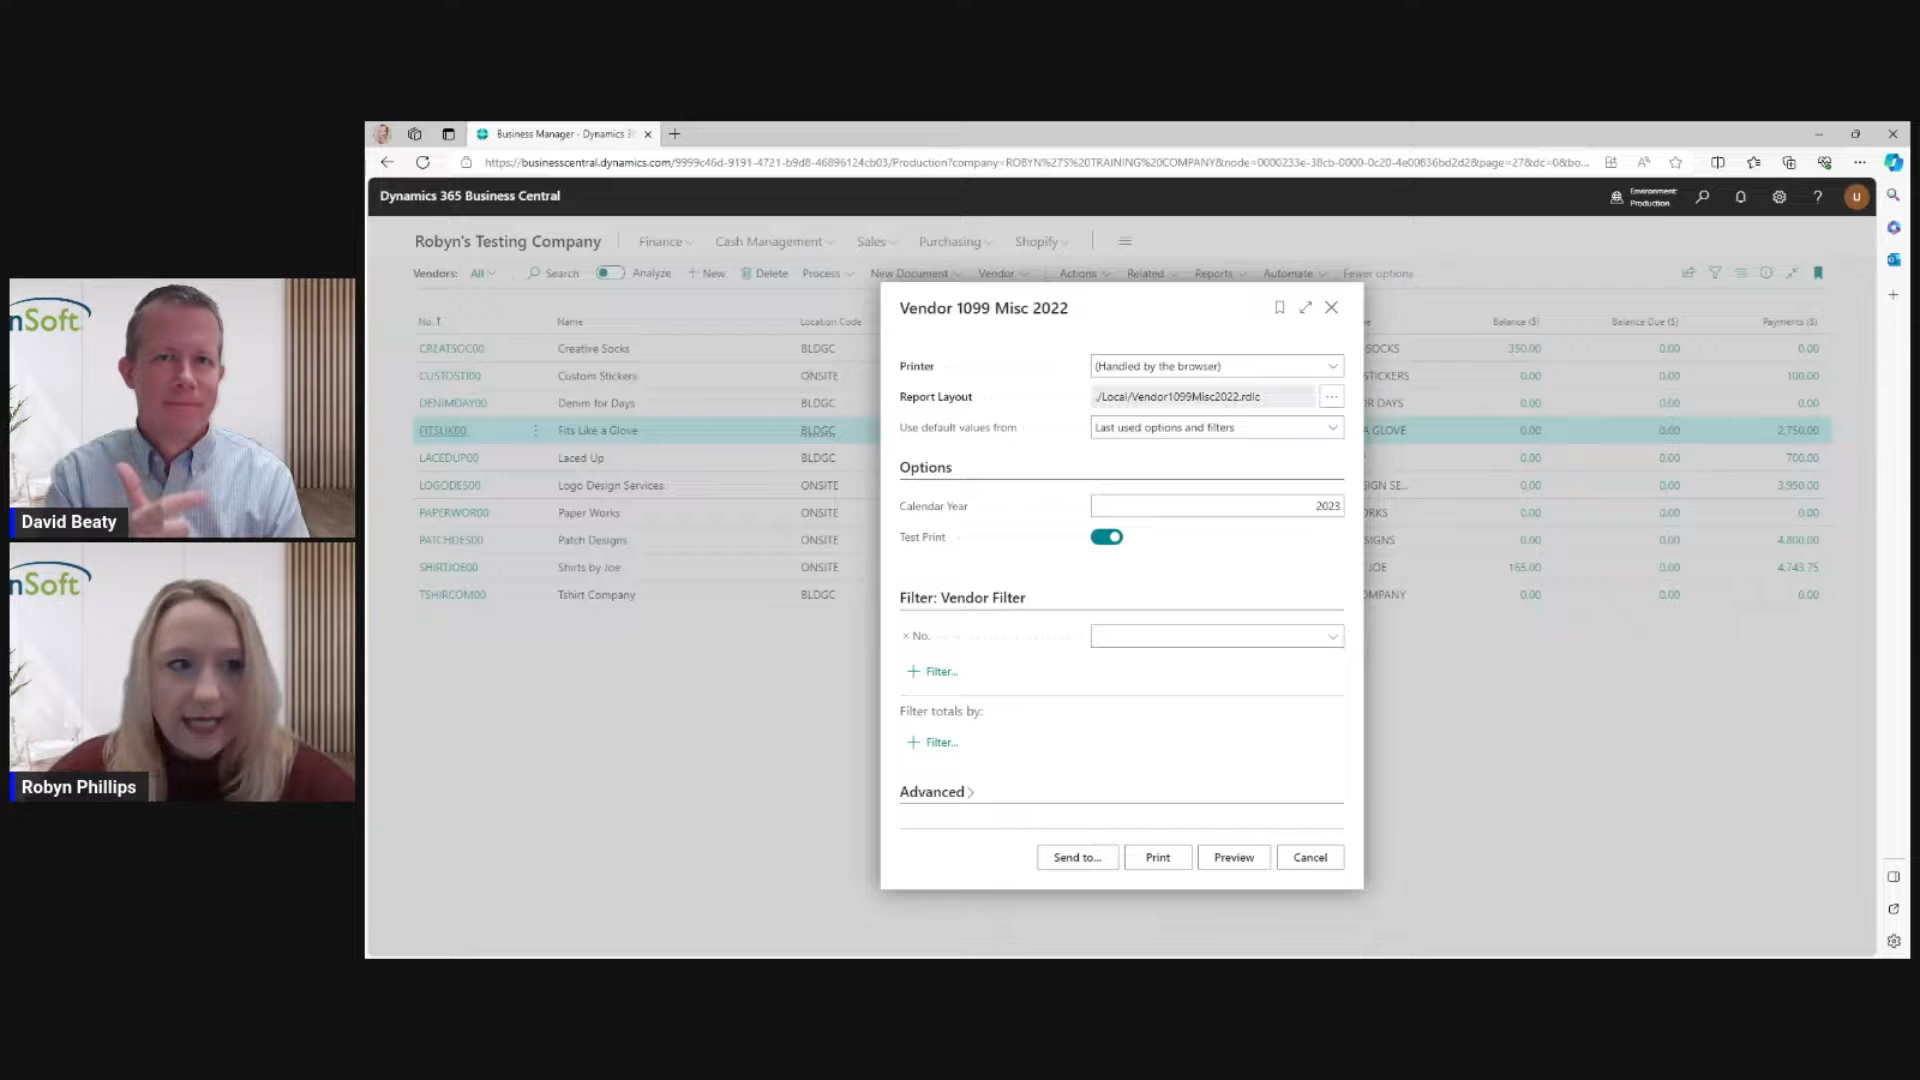 nSoft.
David Beaty
nSoft
Robyn Phillips
Business Manager - Dynamics 3
https://businesscentral.dynamics.com/9999c46d-9191-4721-b9d8-46896124cb03/Production?company=ROBYN%27S%20TRAINING%20COMPANY&node=0000233e-38cb-0000-0c20-4e00836bd2d2&page=27&dc=0&bo...
Dynamics 365 Business Central
Environment:
Production
?
U
Robyn's Testing Company
Finance
Cash Management
Sales
Purchasing
Shopify
Vendors: All
Search
Analyze
+ New
Delete
Process
New Document
Vendor
Actions
Related
Reports
Automate
Fewer options
No. ↑
Name
Location Code
Balance ($)
Balance Due ($)
Payments ($)
CREATSOC00 Creative Socks BLDGC SOCKS 350.00 0.00 0.00
CUSTOSTI00 Custom Stickers ONSITE STICKERS 0.00 0.00 100.00
DENIMDAY00 Denim for Days BLDGC OR DAYS 0.00 0.00 0.00
FITSLIK00 Fits Like a Glove BLDGC A GLOVE 0.00 0.00 2,750.00
LACEDUP00 Laced Up BLDGC 0.00 0.00 700.00
LOGODES00 Logo Design Services ONSITE SIGN SE... 0.00 0.00 3,950.00
PAPERWOR00 Paper Works ONSITE ORKS 0.00 0.00 0.00
PATCHDES00 Patch Designs ONSITE SIGNS 0.00 0.00 4,800.00
SHIRTJOE00 Shirts by Joe ONSITE JOE 165.00 0.00 4,743.75
TSHIRTCOM00 Tshirt Company BLDGC OMPANY 0.00 0.00 0.00
Vendor 1099 Misc 2022
Printer (Handled by the browser)
Report Layout ./Local/Vendor1099Misc2022.rdlc ...
Use default values from Last used options and filters
Options
Calendar Year 2023
Test Print
Filter: Vendor Filter
× No.
+ Filter...
Filter totals by:
+ Filter...
Advanced >
Send to...
Print
Preview
Cancel